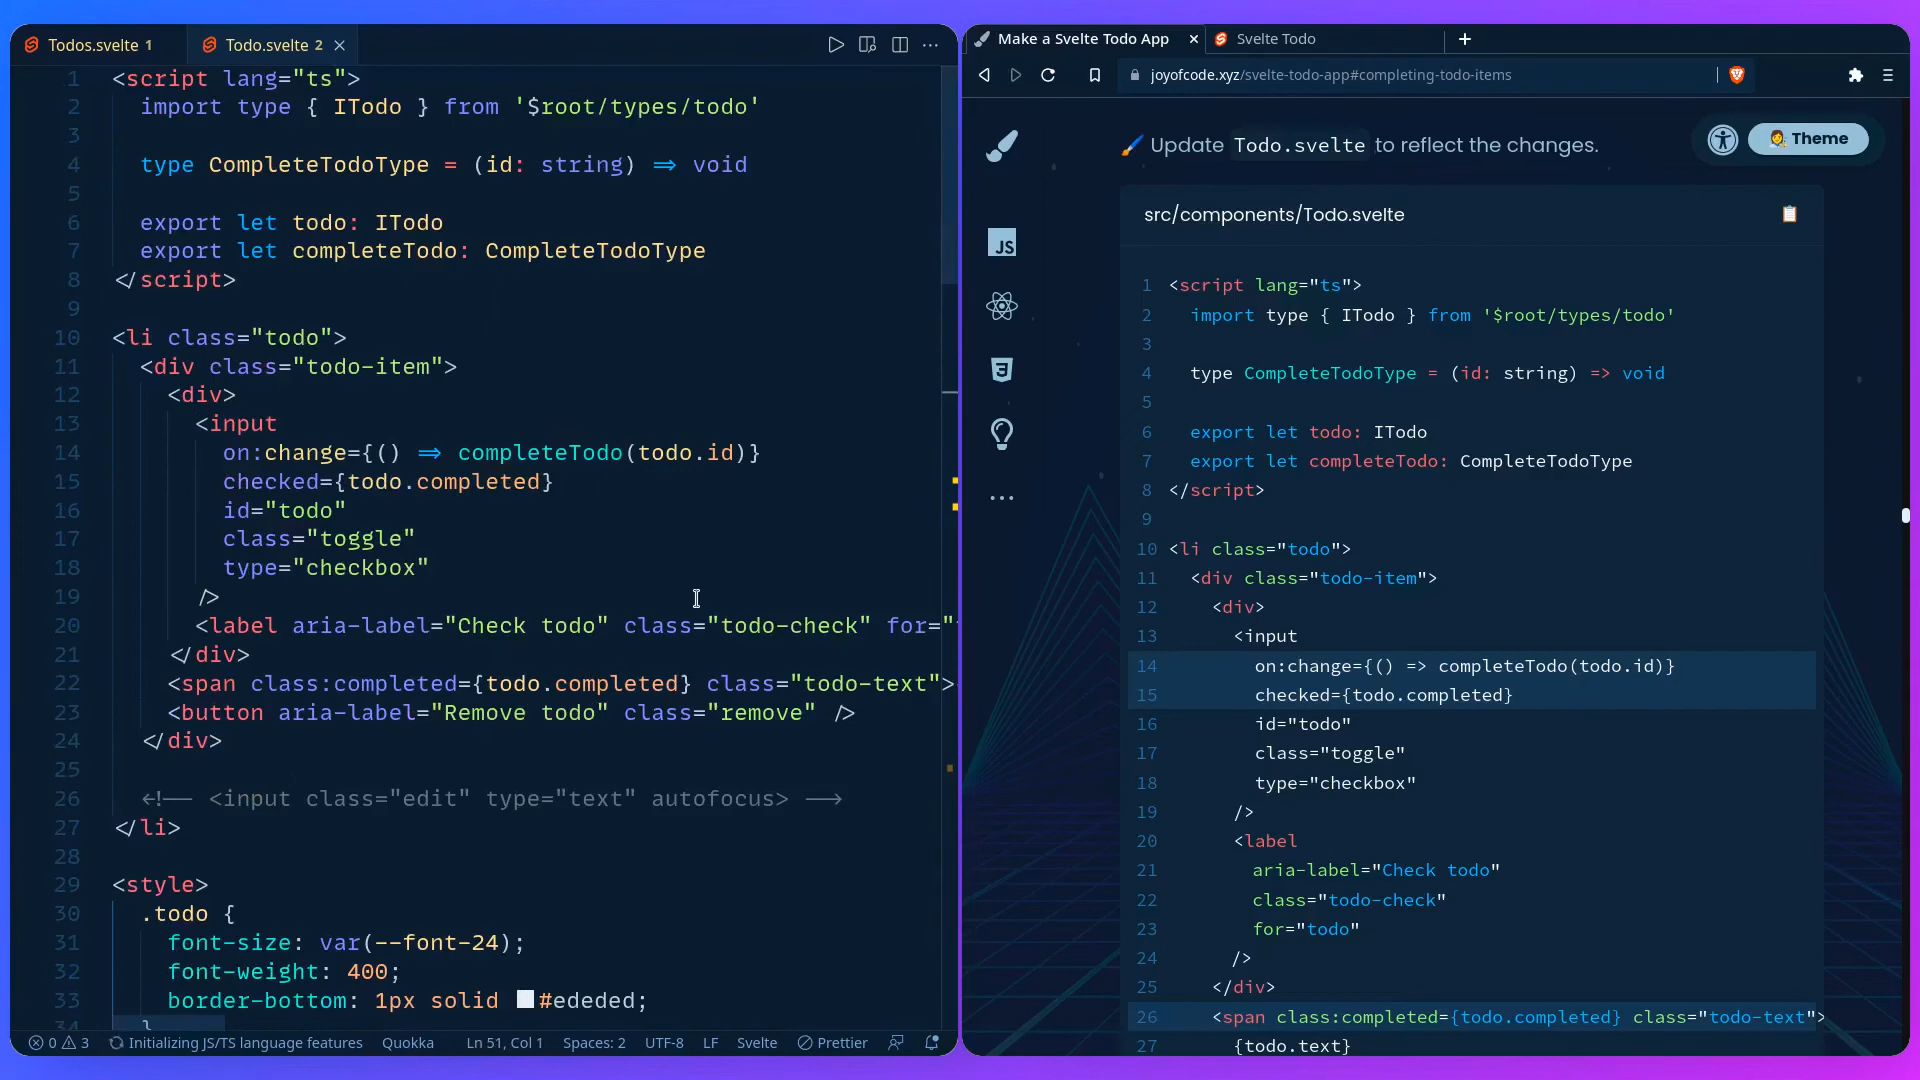 Todos.svelte 1
Todo.svelte 2
1 <script lang="ts">
2 import type { ITodo } from '$root/types/todo'
3
4 type CompleteTodoType = (id: string) => void
5
6 export let todo: ITodo
7 export let completeTodo: CompleteTodoType
8 </script>
9
10 <li class="todo">
11 <div class="todo-item">
12 <div>
13 <input
14 on:change={() => completeTodo(todo.id)}
15 checked={todo.completed}
16 id="todo"
17 class="toggle"
18 type="checkbox"
19 />
20 <label aria-label="Check todo" class="todo-check" for="
21 </div>
22 <span class:completed={todo.completed} class="todo-text">
23 <button aria-label="Remove todo" class="remove" />
24 </div>
25
26 <!-- <input class="edit" type="text" autofocus> -->
27 </li>
28
29 <style>
30 .todo {
31 font-size: var(--font-24);
32 font-weight: 400;
33 border-bottom: 1px solid #ededed;
34 }
0 3 Initializing JS/TS language features Quokka Ln 51, Col 1 Spaces: 2 UTF-8 LF Svelte Prettier
Make a Svelte Todo App
Svelte Todo
joyofcode.xyz/svelte-todo-app#completing-todo-items
JS
3
Update Todo.svelte to reflect the changes.
Theme
src/components/Todo.svelte
1 <script lang="ts">
2 import type { ITodo } from '$root/types/todo'
3
4 type CompleteTodoType = (id: string) => void
5
6 export let todo: ITodo
7 export let completeTodo: CompleteTodoType
8 </script>
9
10 <li class="todo">
11 <div class="todo-item">
12 <div>
13 <input
14 on:change={() => completeTodo(todo.id)}
15 checked={todo.completed}
16 id="todo"
17 class="toggle"
18 type="checkbox"
19 />
20 <label
21 aria-label="Check todo"
22 class="todo-check"
23 for="todo"
24 />
25 </div>
26 <span class:completed={todo.completed} class="todo-text">
27 {todo.text}